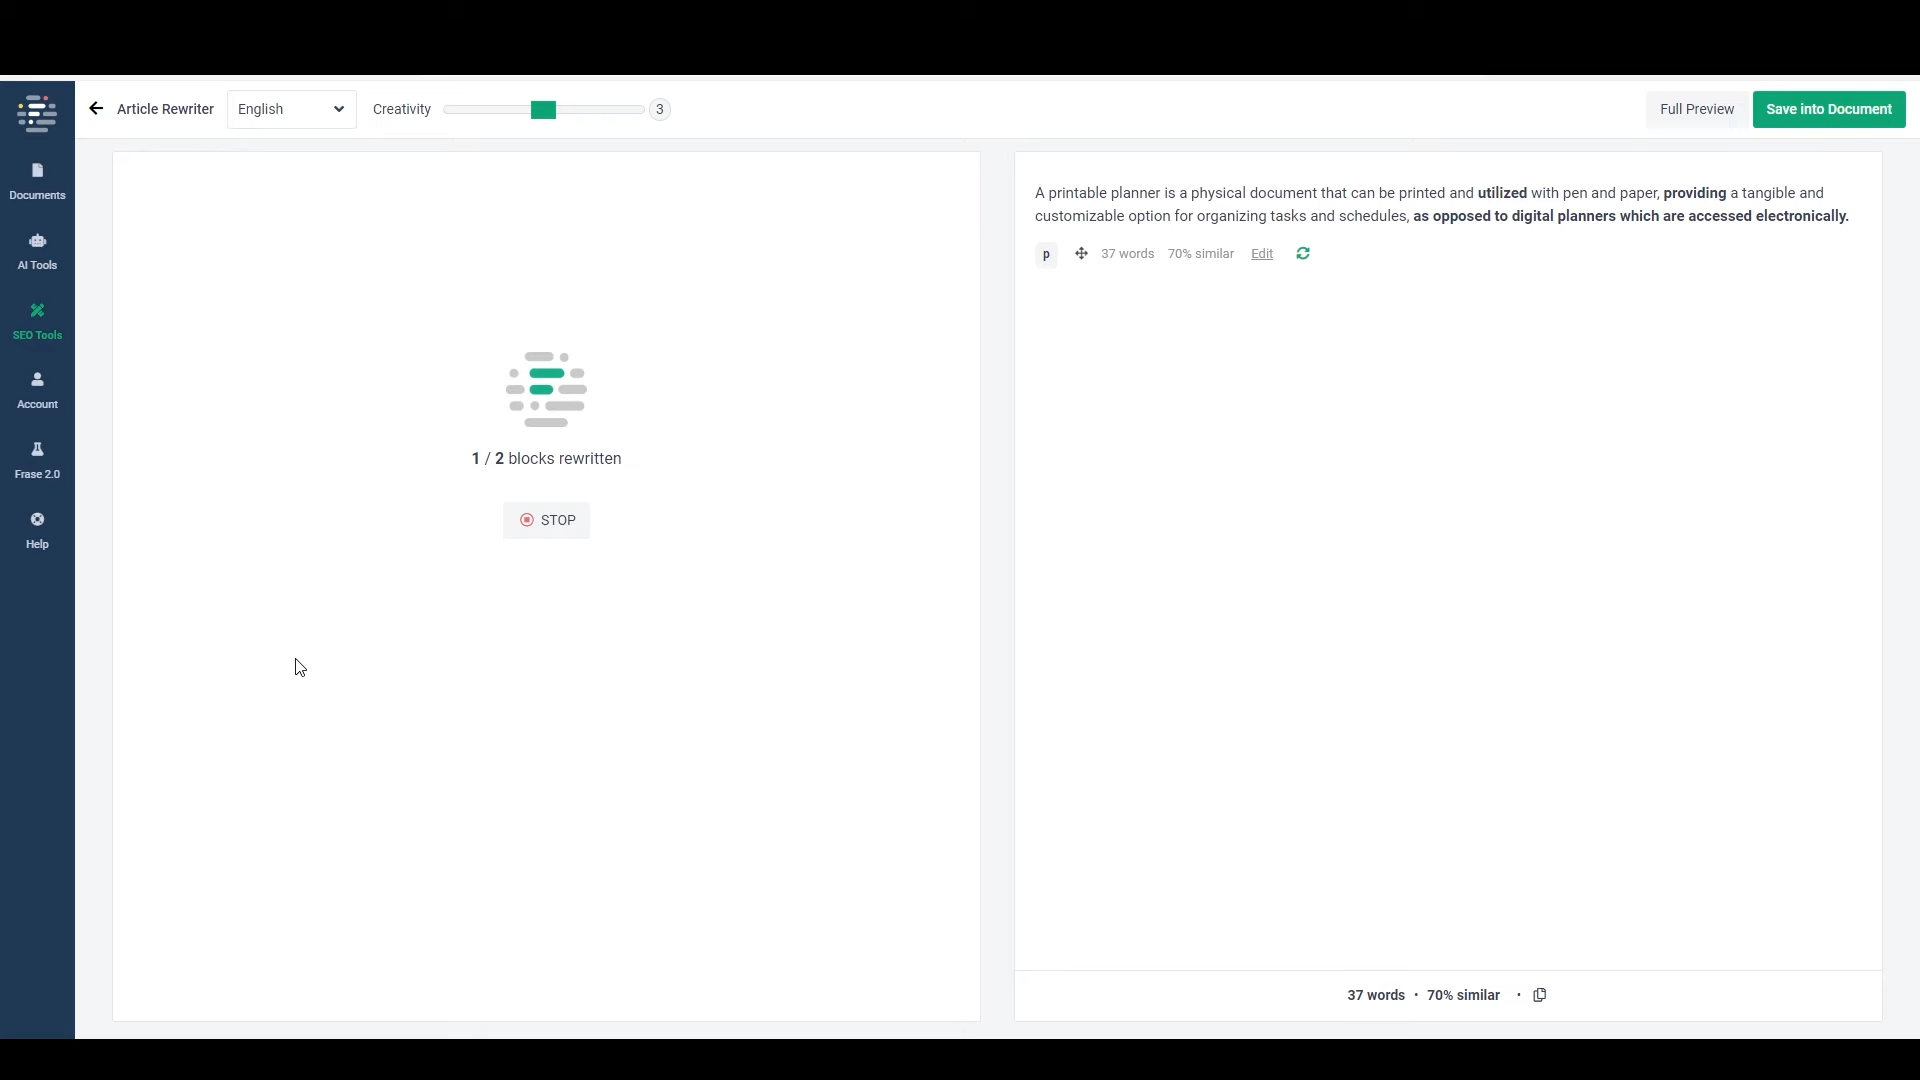 Article Rewriter
English
Creativity
3
Full Preview
Save into Document
Documents
AI Tools
SEO Tools
Account
Frase 2.0
Help
1 / 2 blocks rewritten
STOP
A printable planner is a physical document that can be printed and utilized with pen and paper, providing a tangible and
customizable option for organizing tasks and schedules, as opposed to digital planners which are accessed electronically.
p 37 words 70% similar Edit
37 words · 70% similar ·